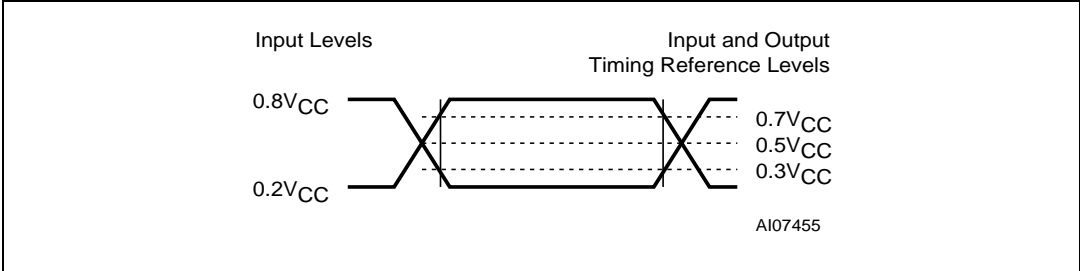 Input Levels
Input and Output
Timing Reference Levels
0.8VCC
0.7VCC
0.5VCC
0.3VCC
0.2VCC
AI07455